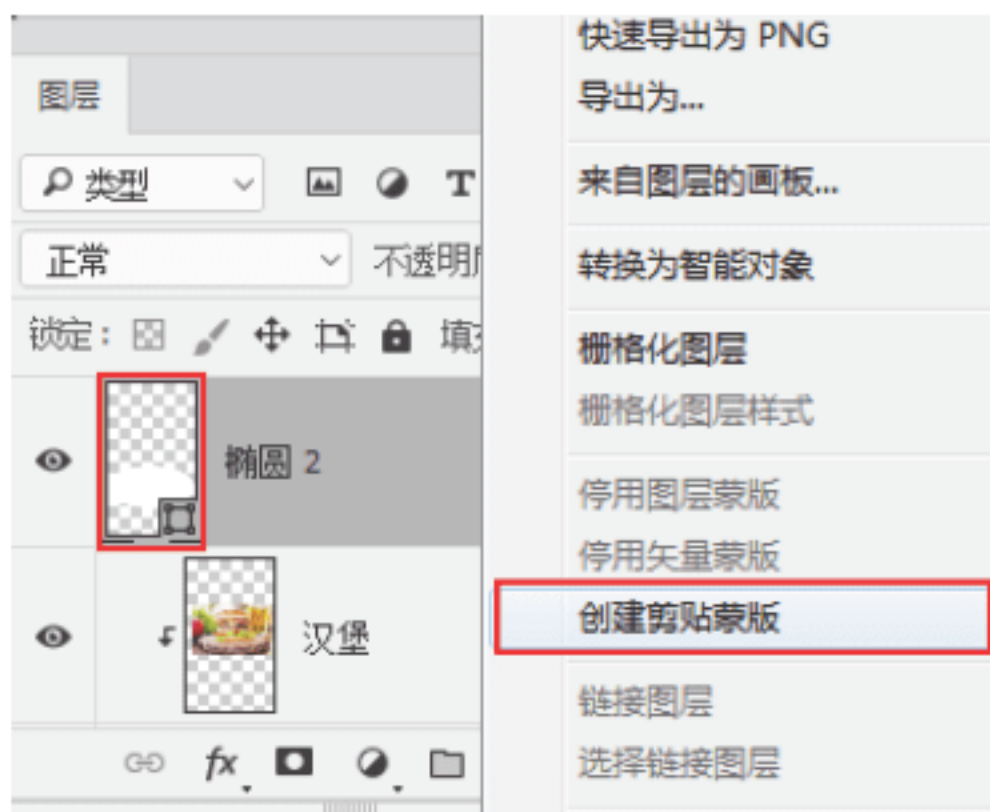 图层
类型
T
正常
不透明
锁定：
填
椭圆 2
汉堡
fx
快速导出为 PNG
导出为...
来自图层的画板...
转换为智能对象
栅格化图层
栅格化图层样式
停用图层蒙版
停用矢量蒙版
创建剪贴蒙版
链接图层
选择链接图层